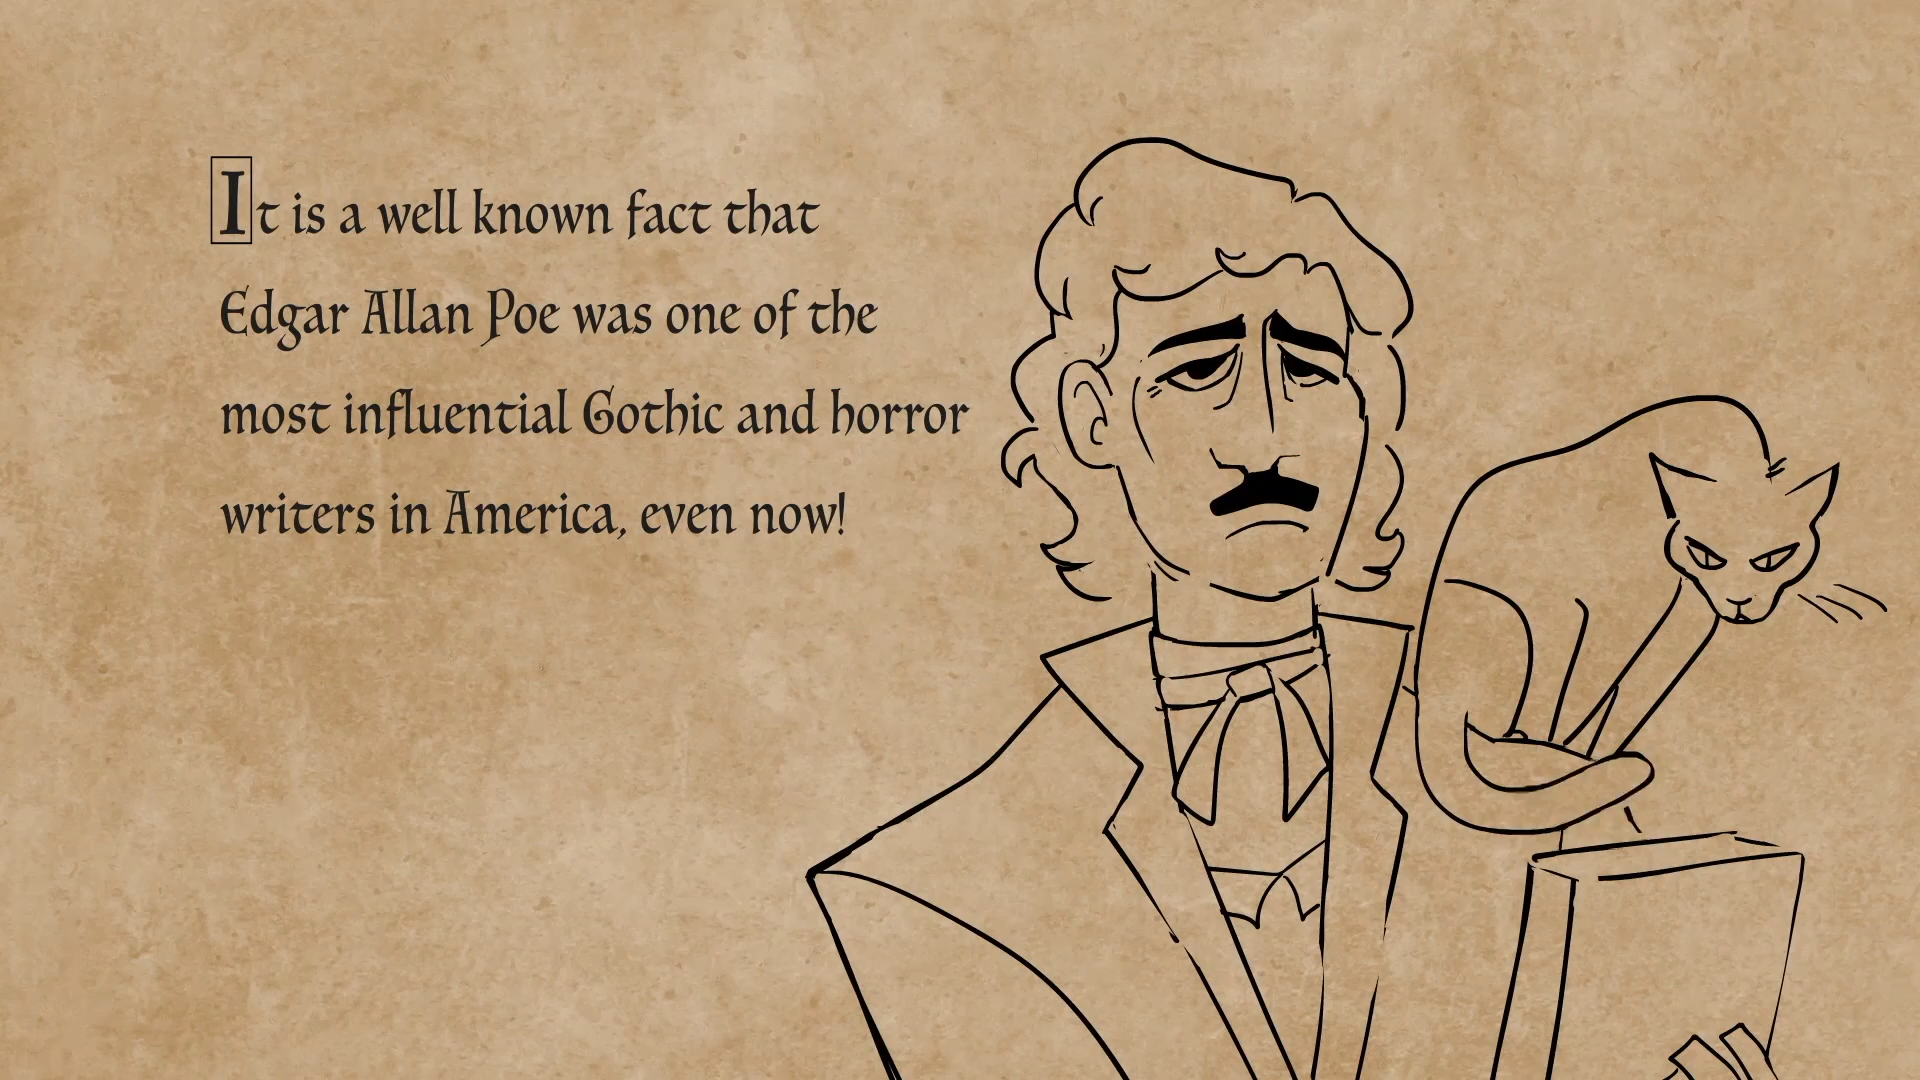 It is a well known fact that
Edgar Allan Poe was one of the
most influential Gothic and horror
writers in America, even now!